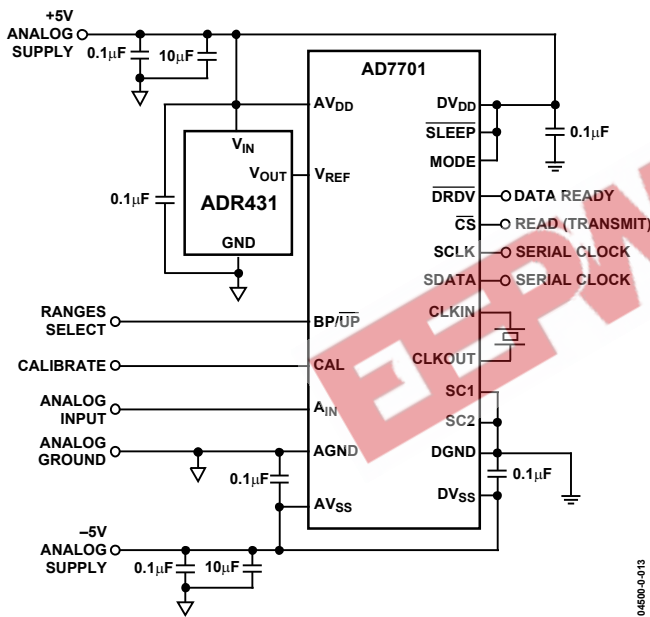 +5V
ANALOG
SUPPLY
0.1μF
10μF
AD7701
AVDD
DVDD
VIN
SLEEP
0.1μF
MODE
VOUT
VREF
0.1μF
ADR431
DRDV
DATA READY
CS
READ (TRANSMIT)
GND
SCLK
SERIAL CLOCK
SDATA
SERIAL CLOCK
RANGES
SELECT
BP/UP
CLKIN
CALIBRATE
CAL
CLKOUT
ANALOG
INPUT
AIN
SC1
SC2
ANALOG
GROUND
AGND
DGND
0.1μF
0.1μF
AVSS
DVSS
–5V
ANALOG
SUPPLY
0.1μF
10μF
04500-0-013